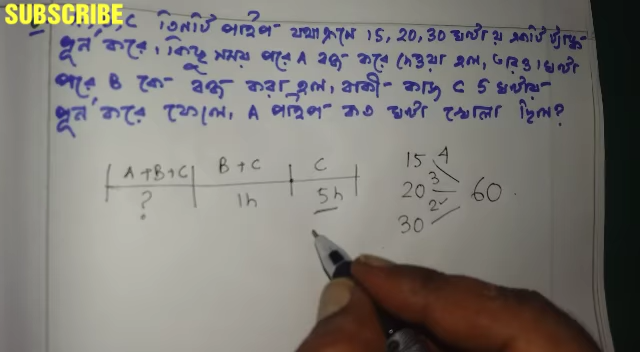 SUBSCRIBE
C তিনটি পাইপ যথাক্রমে 15, 20, 30 ঘন্টায় একটি ট্যাঙ্ক
পূর্ন করে। কিছু সময় পরে A বন্ধ করে দেওয়া হল, তার 1 ঘন্টা
পরে B কে বন্ধ করা হল, বাকী কাজ C 5 ঘন্টায়
পূর্ন করে ফেলে, A পাইপ কত ঘন্টা খোলা ছিল?
A+B+C B+C C
? 1h 5h
15 4
20 3 60
30 2